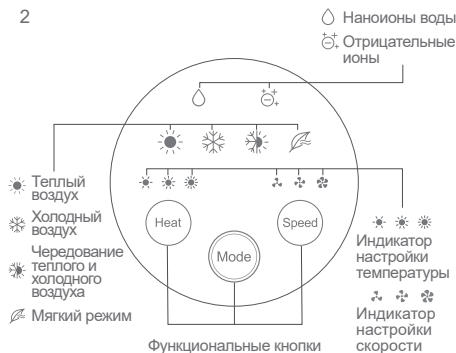 2
Наноионы воды
Отрицательные
ионы
Теплый
воздух
Холодный
воздух
Чередование
теплого и
холодного
воздуха
Мягкий режим
Heat
Mode
Speed
Индикатор
настройки
температуры
Индикатор
настройки
скорости
Функциональные кнопки